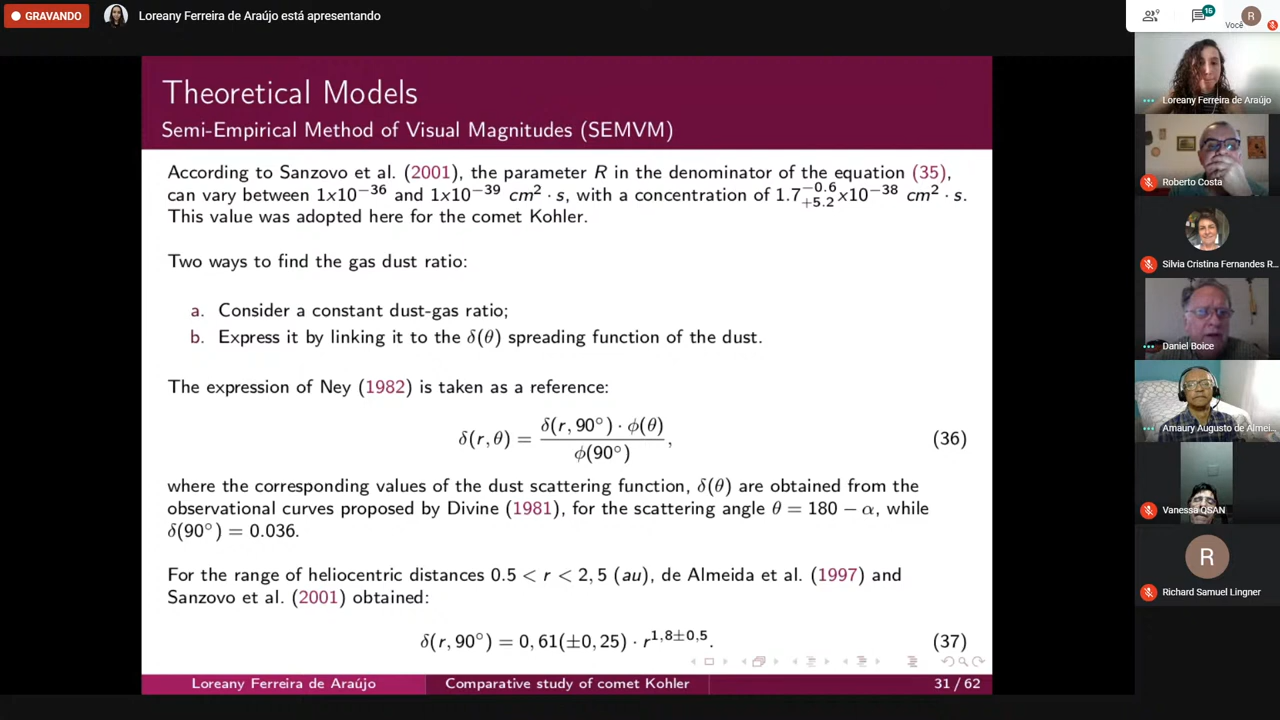 GRAVANDO
Loreany Ferreira de Araújo está apresentando
9
16
R
Você
Theoretical Models
Semi-Empirical Method of Visual Magnitudes (SEMVM)
According to Sanzovo et al. (2001), the parameter R in the denominator of the equation (35),
can vary between 1x10⁻³⁶ and 1x10⁻³⁹ cm² · s, with a concentration of 1.7 −0.6 +5.2 x10⁻³⁸ cm² · s.
This value was adopted here for the comet Kohler.
Two ways to find the gas dust ratio:
a. Consider a constant dust-gas ratio;
b. Express it by linking it to the δ(θ) spreading function of the dust.
The expression of Ney (1982) is taken as a reference:
δ(r, θ) = δ(r, 90°) · ϕ(θ) / ϕ(90°), (36)
where the corresponding values of the dust scattering function, δ(θ) are obtained from the
observational curves proposed by Divine (1981), for the scattering angle θ = 180 − α, while
δ(90°) = 0.036.
For the range of heliocentric distances 0.5 < r < 2, 5 (au), de Almeida et al. (1997) and
Sanzovo et al. (2001) obtained:
δ(r, 90°) = 0, 61(±0, 25) · r¹,⁸±⁰,⁵. (37)
Loreany Ferreira de Araújo
Comparative study of comet Kohler
31 / 62
Loreany Ferreira de Araújo
Roberto Costa
Silvia Cristina Fernandes R...
Daniel Boice
Amaury Augusto de Almei...
Vanessa QSAN
R
Richard Samuel Lingner